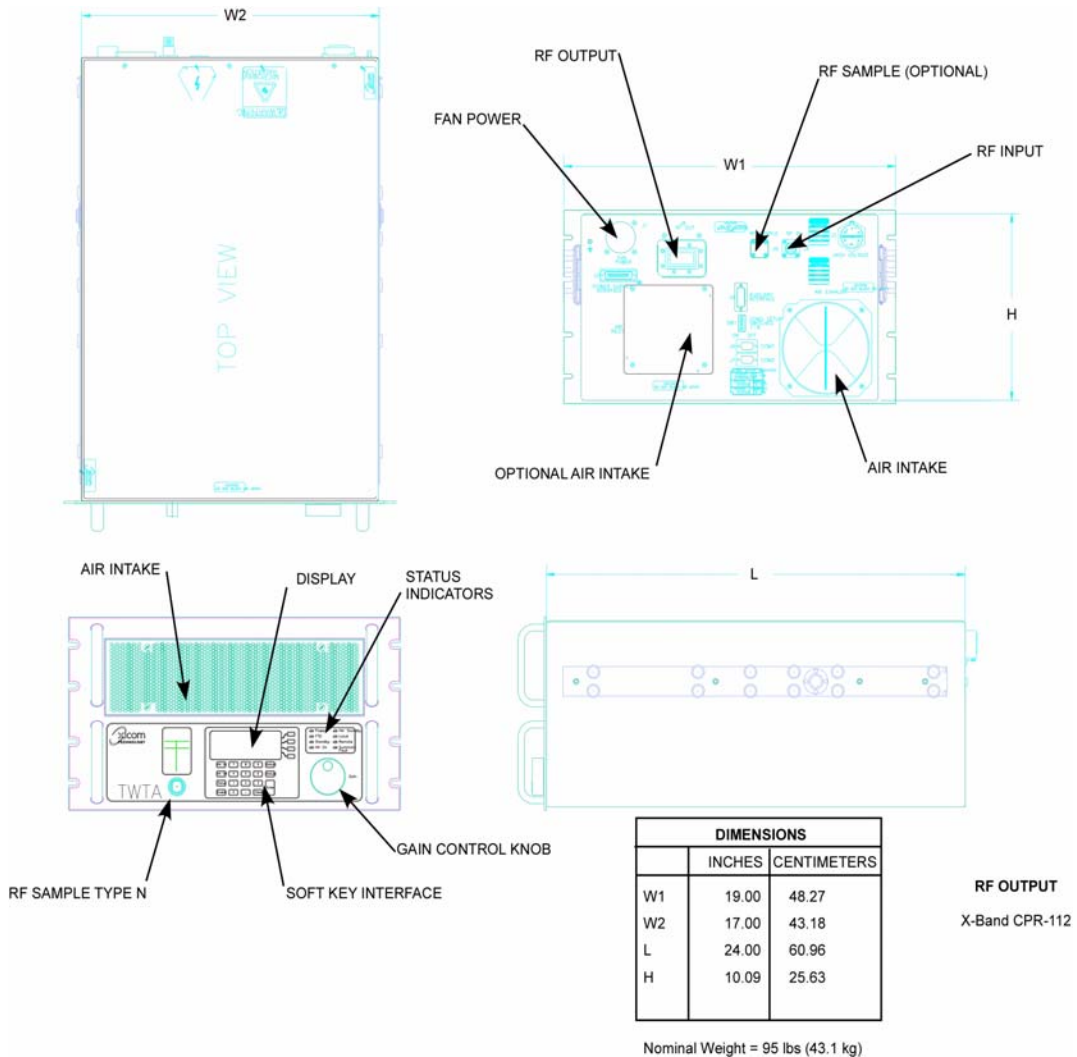 W2
TOP VIEW
RF OUTPUT
RF SAMPLE (OPTIONAL)
FAN POWER
W1
RF INPUT
H
OPTIONAL AIR INTAKE
AIR INTAKE
AIR INTAKE
DISPLAY
STATUS
INDICATORS
xicom
TECHNOLOGY
TWTA
Gain
GAIN CONTROL KNOB
RF SAMPLE TYPE N
SOFT KEY INTERFACE
L
DIMENSIONS
INCHES CENTIMETERS
W1 19.00 48.27
W2 17.00 43.18
L 24.00 60.96
H 10.09 25.63
RF OUTPUT
X-Band CPR-112
Nominal Weight = 95 lbs (43.1 kg)